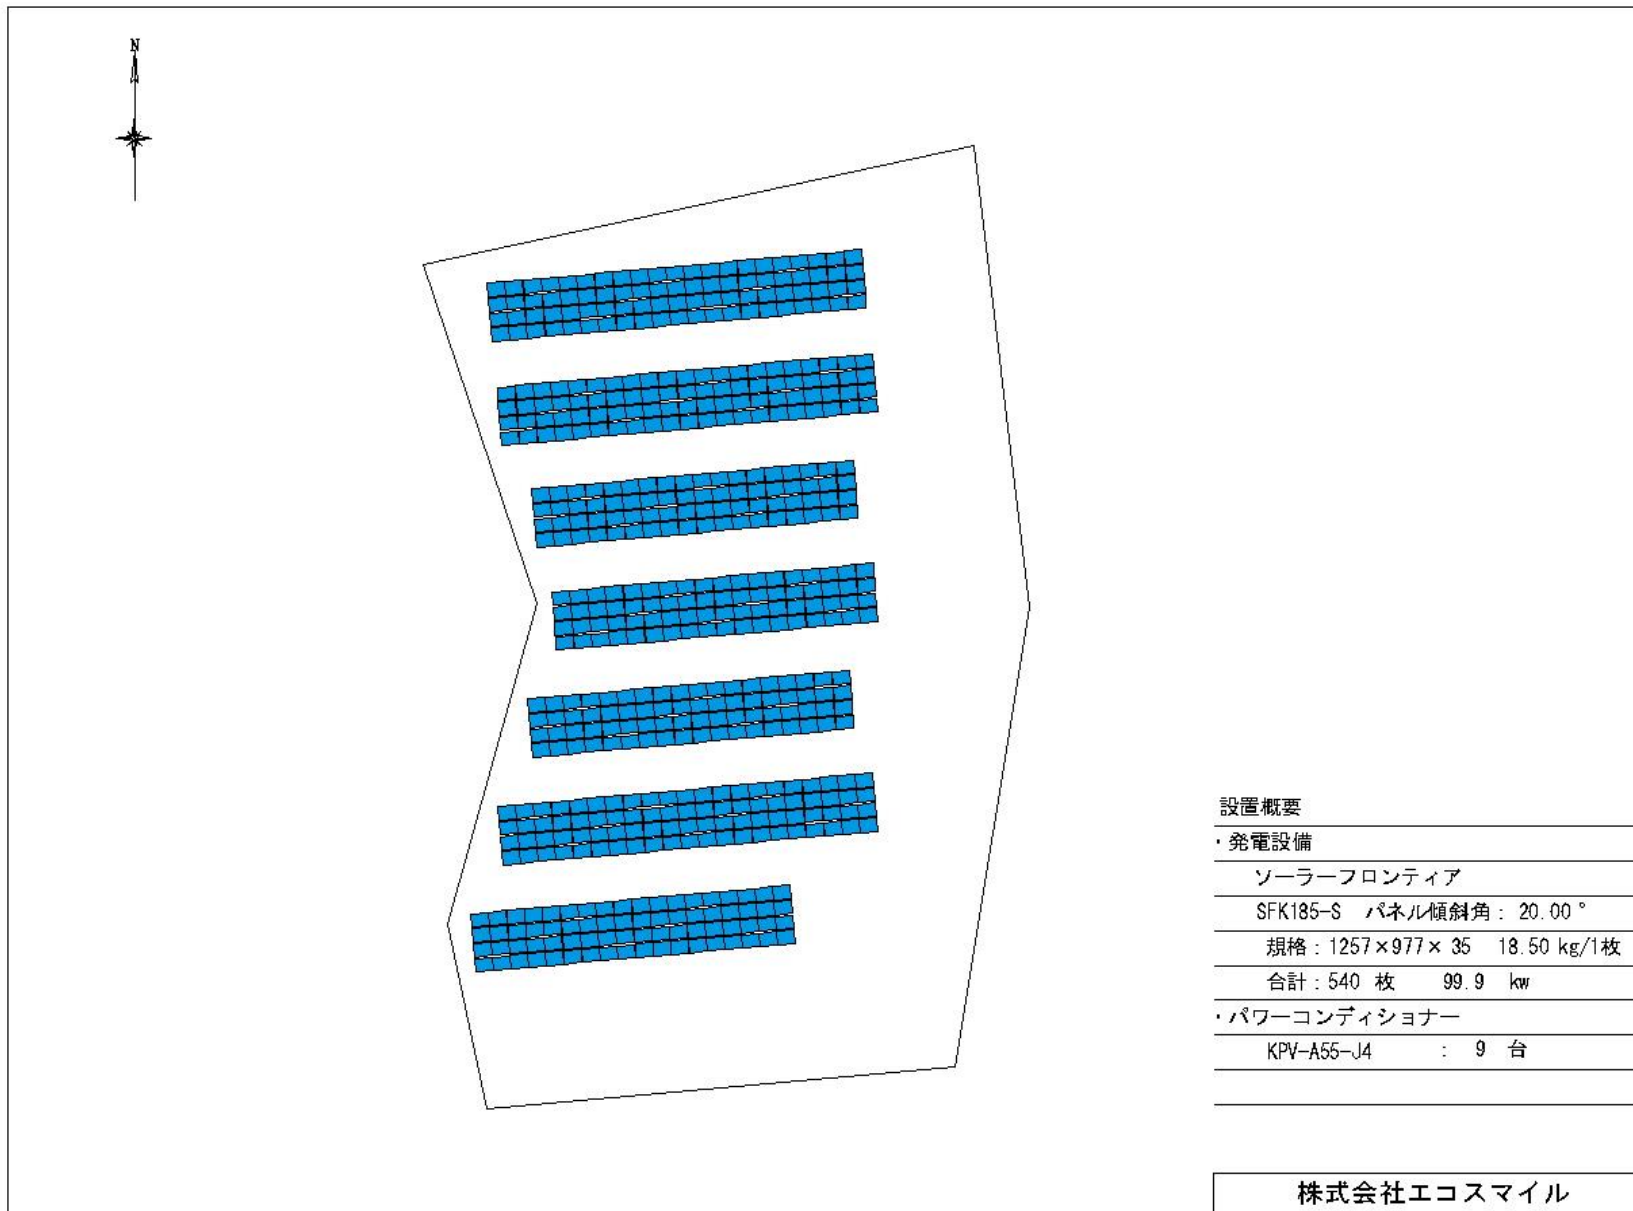 N
設置概要
・発電設備
ソーラーフロンティア
SFK185-S パネル傾斜角: 20.00°
規格:1257×977× 35 18.50 kg/1枚
合計:540 枚 99.9 kw
・パワーコンディショナー
KPV-A55-J4 : 9 台
株式会社エコスマイル